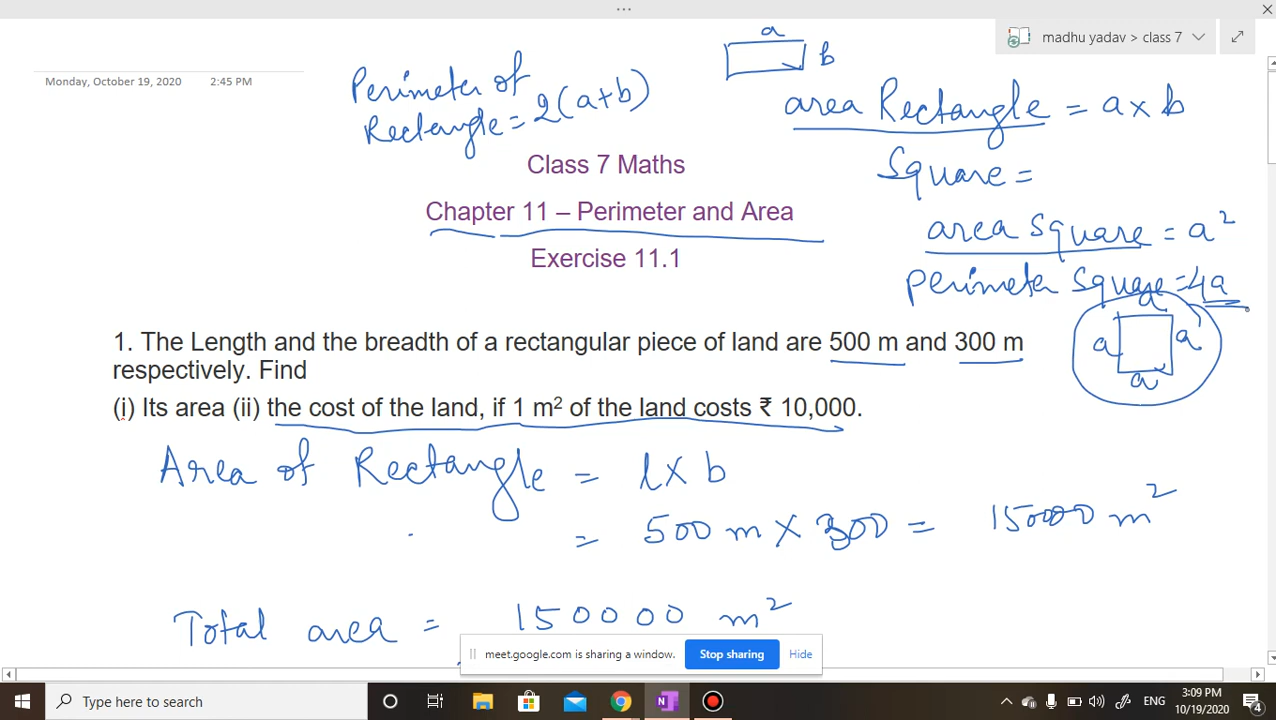 ...
madhu yadav > class 7
Monday, October 19, 2020 2:45 PM
a
b
Perimeter of
Rectangle = 2(a+b)
area Rectangle = a × b
Square =
area square = a²
perimeter square = 4a
a
a
a
a
Class 7 Maths
Chapter 11 – Perimeter and Area
Exercise 11.1
1. The Length and the breadth of a rectangular piece of land are 500 m and 300 m
respectively. Find
(i) Its area (ii) the cost of the land, if 1 m² of the land costs ₹ 10,000.
Area of Rectangle = l × b
= 500 m × 300 = 150000 m²
Total area = 150000 m²
meet.google.com is sharing a window. Stop sharing Hide
Type here to search
ENG
3:09 PM
10/19/2020
4